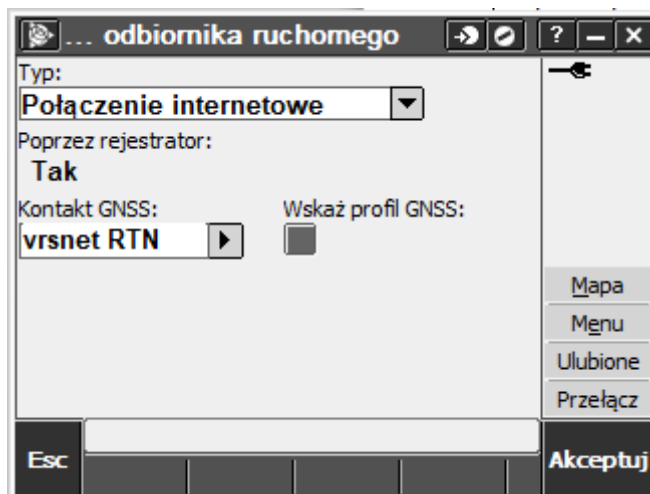 ... odbiornika ruchomego
? – ×
Typ:
Połączenie internetowe
Poprzez rejestrator:
Tak
Kontakt GNSS:
Wskaż profil GNSS:
vrsnet RTN
Mapa
Menu
Ulubione
Przełącz
Esc
Akceptuj